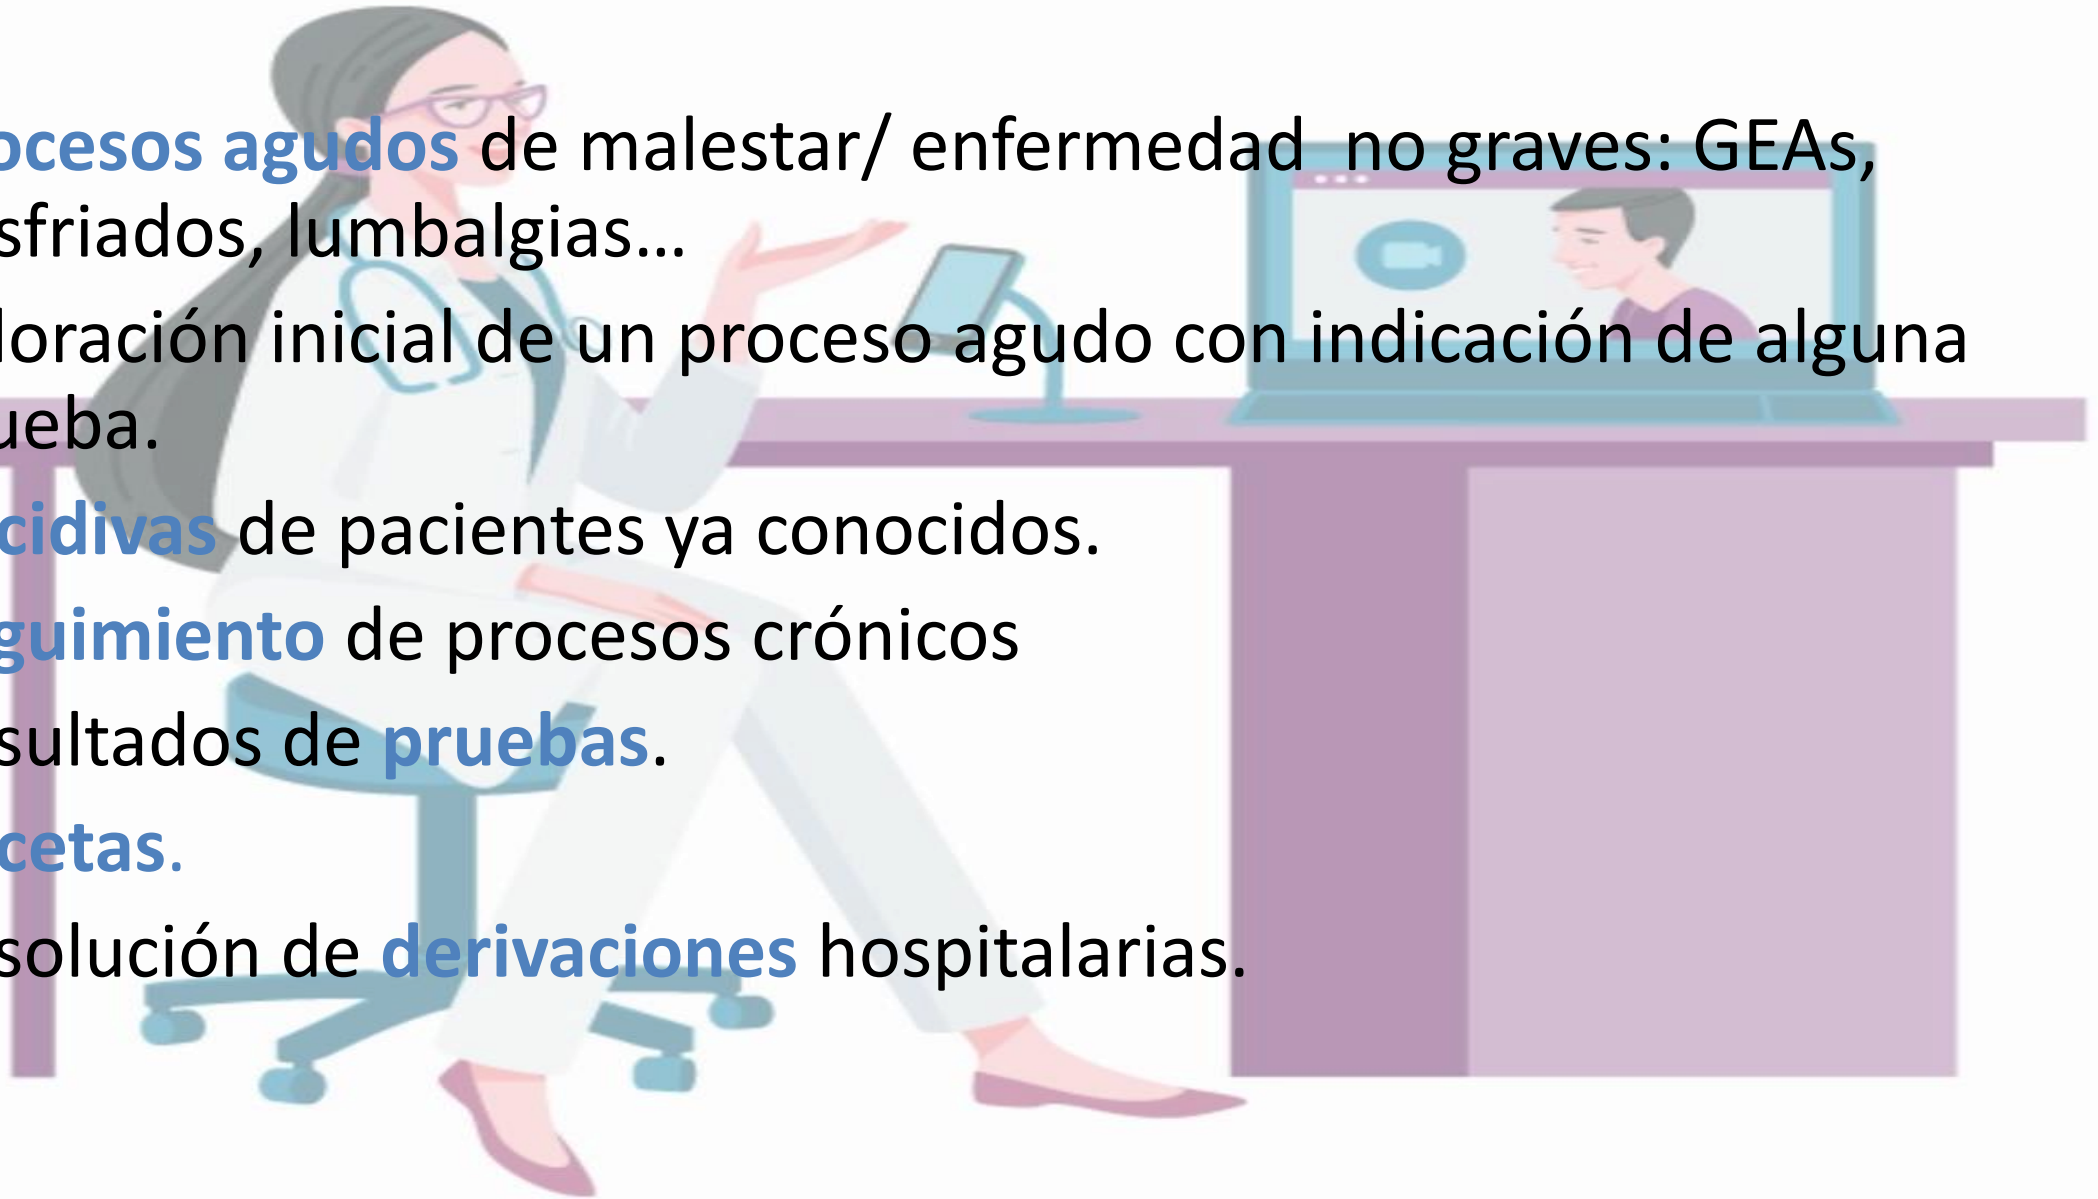 ocesos agudos de malestar/ enfermedad no graves: GEAs,
sfriados, lumbalgias...
loración inicial de un proceso agudo con indicación de alguna
ueba.
cidivas de pacientes ya conocidos.
guimiento de procesos crónicos
sultados de pruebas.
cetas.
solución de derivaciones hospitalarias.